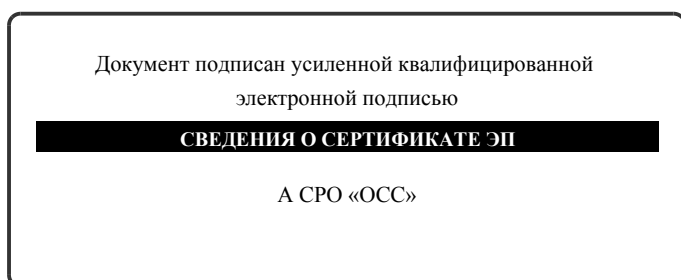 Документ подписан усиленной квалифицированной
электронной подписью
СВЕДЕНИЯ О СЕРТИФИКАТЕ ЭП
А СРО «ОСС»